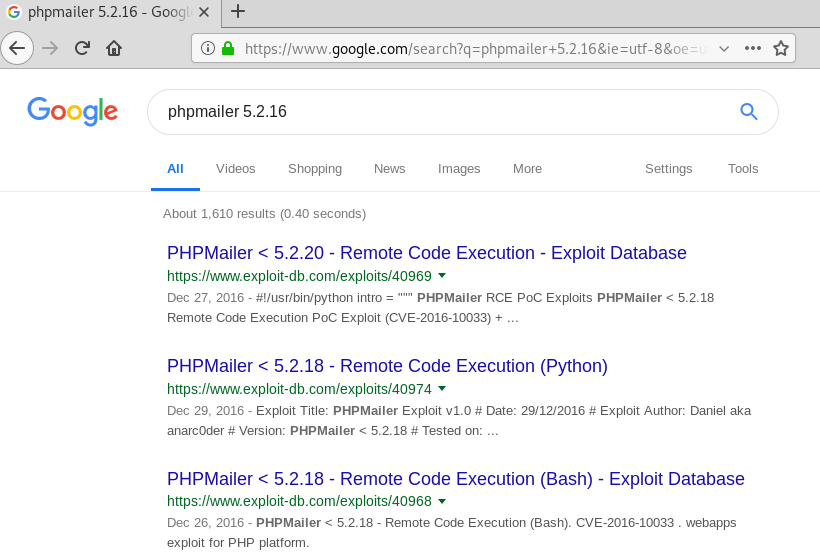 phpmailer 5.2.16 - Googl
https://www.google.com/search?q=phpmailer+5.2.16&ie=utf-8&oe=u
Google
phpmailer 5.2.16
All Videos Shopping News Images More Settings Tools
About 1,610 results (0.40 seconds)
PHPMailer < 5.2.20 - Remote Code Execution - Exploit Database
https://www.exploit-db.com/exploits/40969
Dec 27, 2016 - #!/usr/bin/python intro = """ PHPMailer RCE PoC Exploits PHPMailer < 5.2.18
Remote Code Execution PoC Exploit (CVE-2016-10033) + ...
PHPMailer < 5.2.18 - Remote Code Execution (Python)
https://www.exploit-db.com/exploits/40974
Dec 29, 2016 - Exploit Title: PHPMailer Exploit v1.0 # Date: 29/12/2016 # Exploit Author: Daniel aka
anarc0der # Version: PHPMailer < 5.2.18 # Tested on: ...
PHPMailer < 5.2.18 - Remote Code Execution (Bash) - Exploit Database
https://www.exploit-db.com/exploits/40968
Dec 26, 2016 - PHPMailer < 5.2.18 - Remote Code Execution (Bash). CVE-2016-10033 . webapps
exploit for PHP platform.